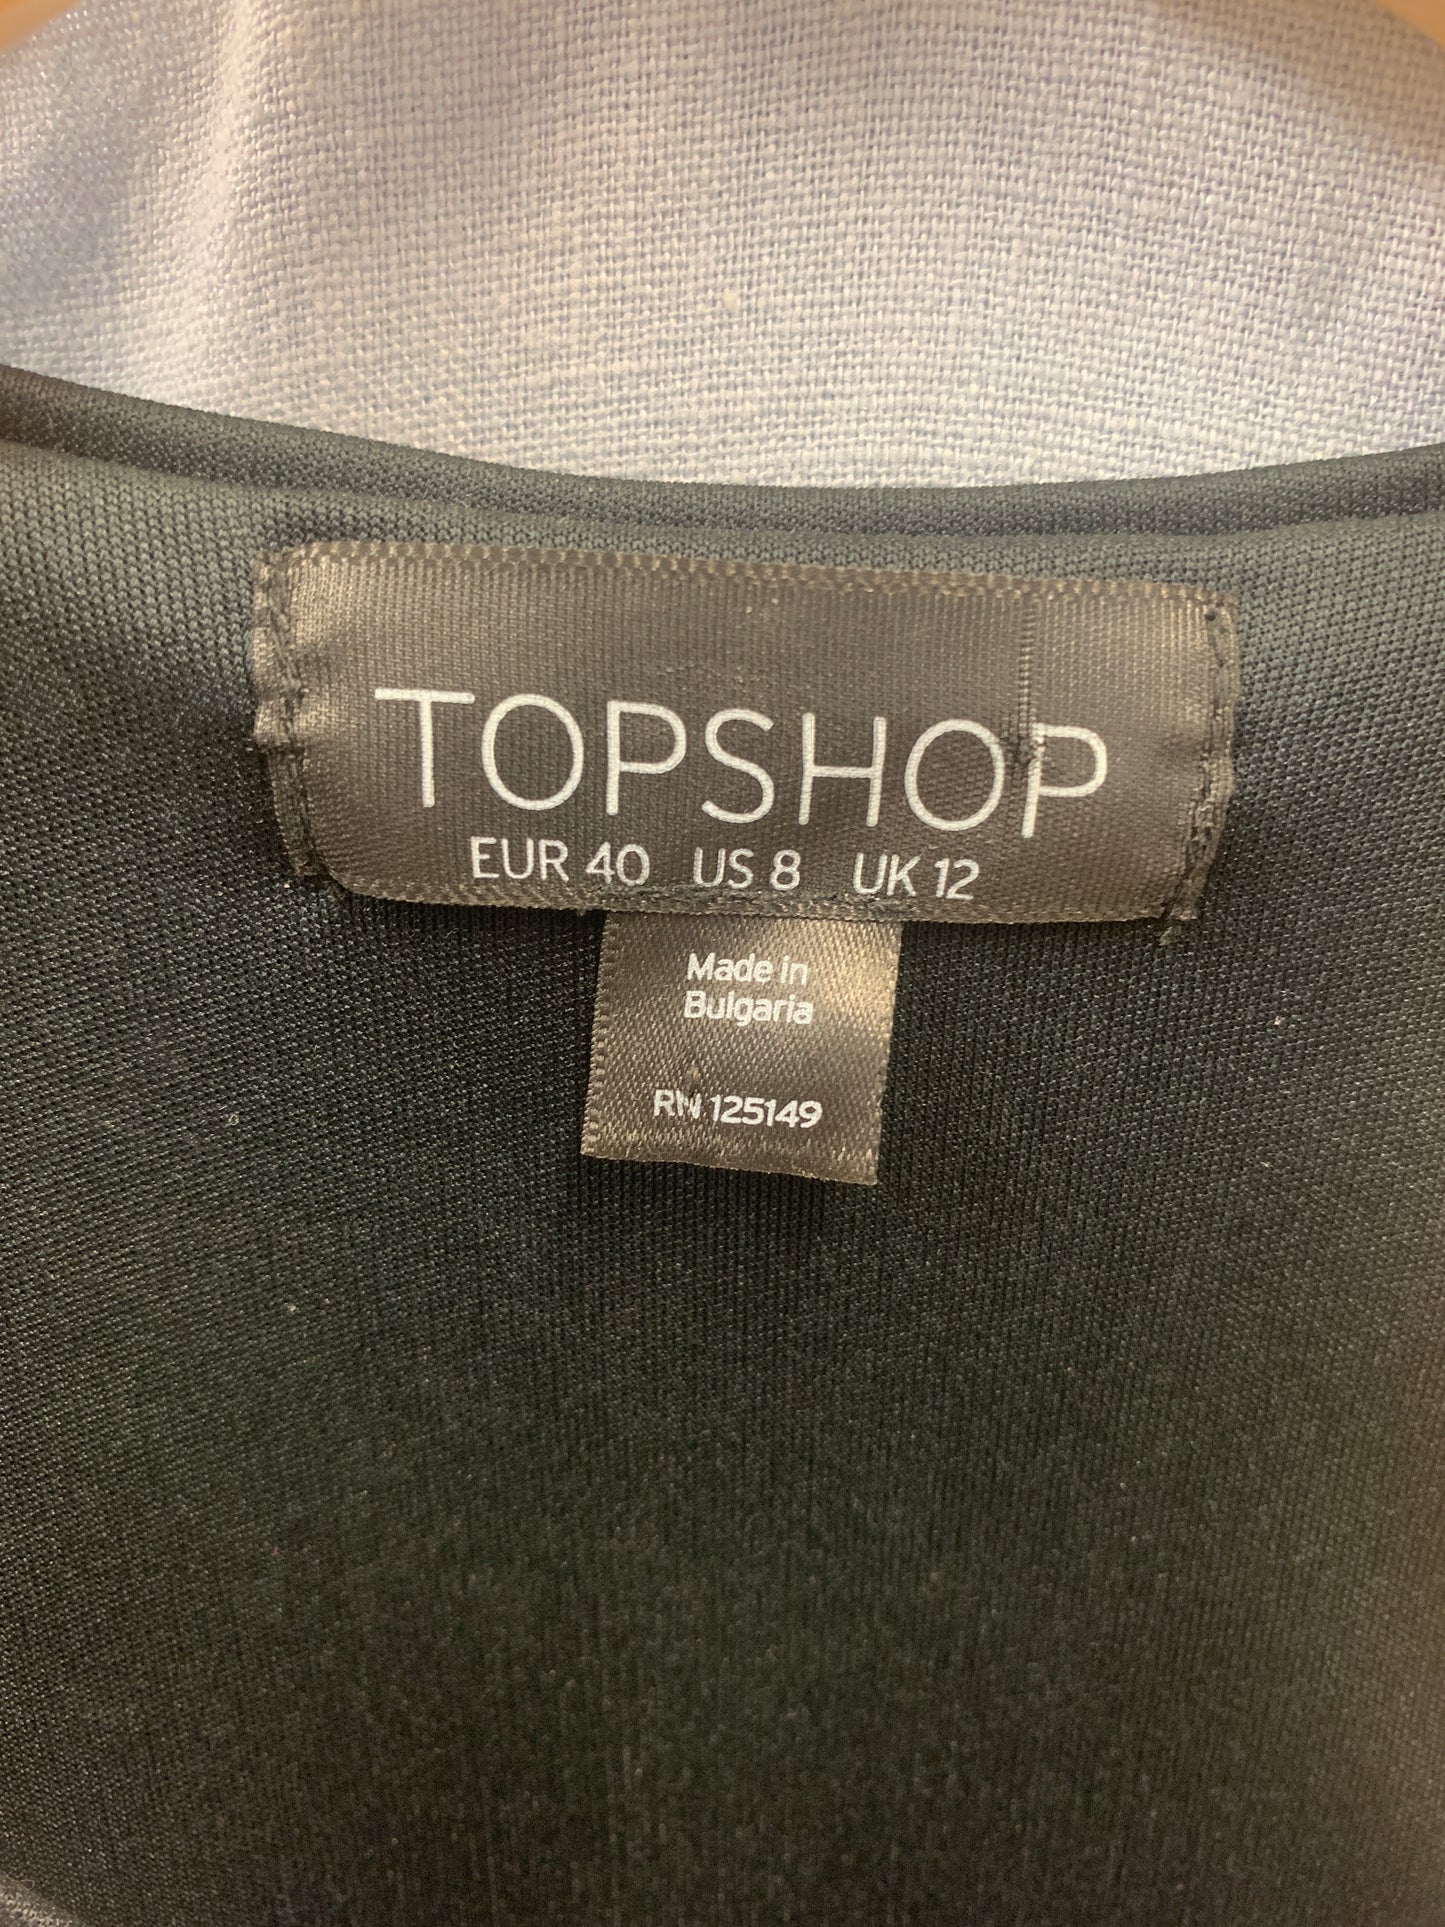 TOPSHOP
EUR 40 US 8 UK 12
Made in
Bulgaria
RN 125149